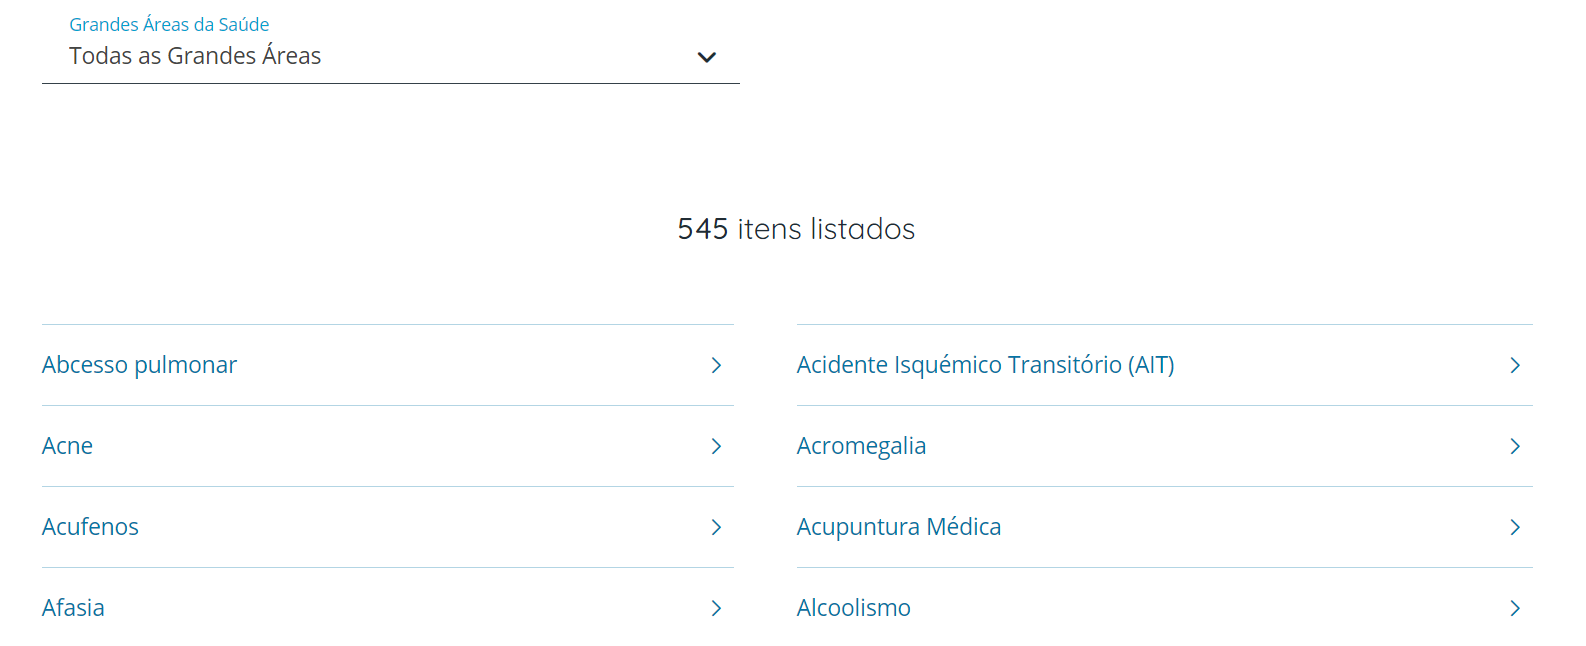 Grandes Áreas da Saúde
Todas as Grandes Áreas
545 itens listados
Abcesso pulmonar
Acidente Isquémico Transitório (AIT)
Acne
Acromegalia
Acufenos
Acupuntura Médica
Afasia
Alcoolismo